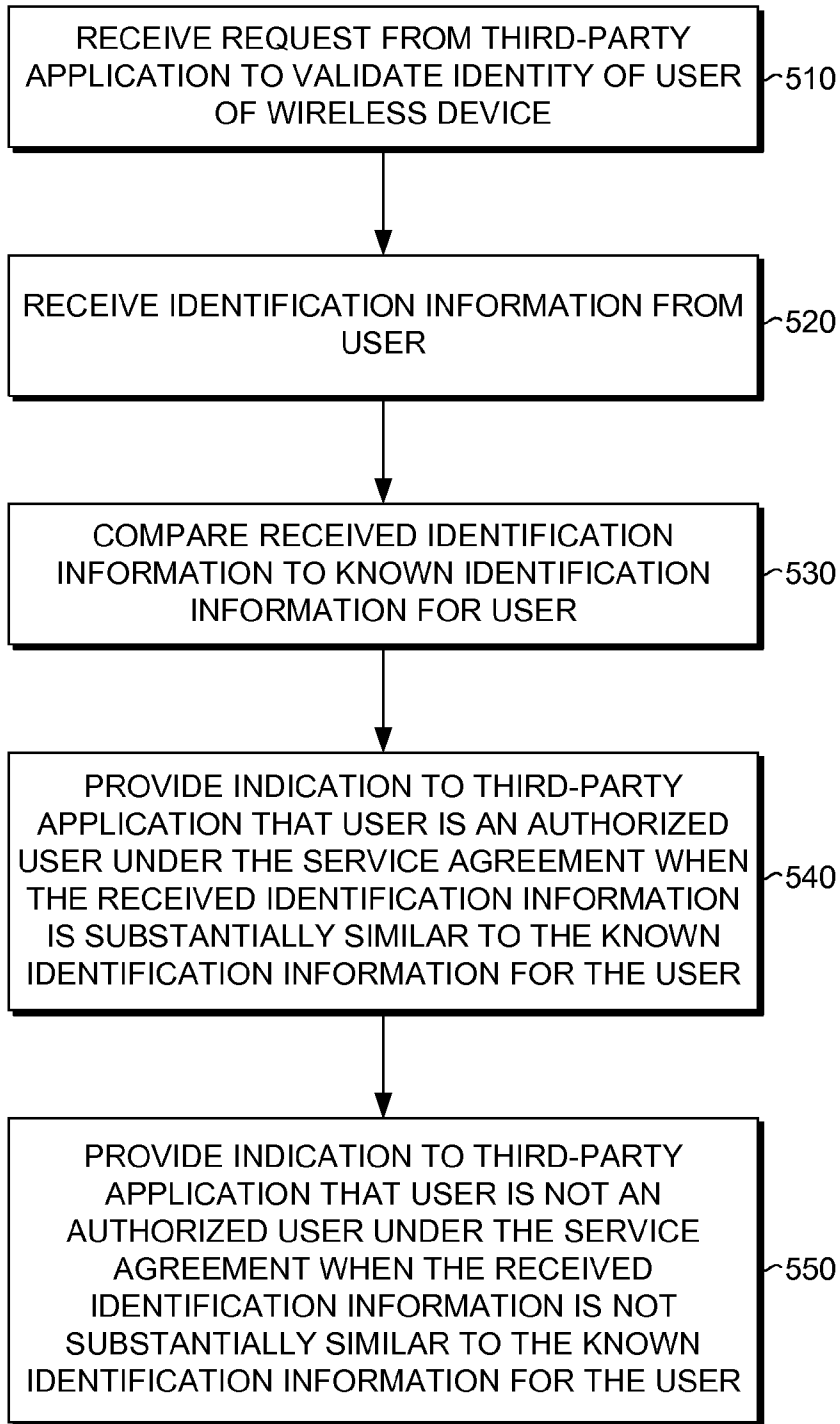 RECEIVE REQUEST FROM THIRD-PARTY
APPLICATION TO VALIDATE IDENTITY OF USER
OF WIRELESS DEVICE
510
RECEIVE IDENTIFICATION INFORMATION FROM
USER
520
COMPARE RECEIVED IDENTIFICATION
INFORMATION TO KNOWN IDENTIFICATION
INFORMATION FOR USER
530
PROVIDE INDICATION TO THIRD-PARTY
APPLICATION THAT USER IS AN AUTHORIZED
USER UNDER THE SERVICE AGREEMENT WHEN
THE RECEIVED IDENTIFICATION INFORMATION
IS SUBSTANTIALLY SIMILAR TO THE KNOWN
IDENTIFICATION INFORMATION FOR THE USER
540
PROVIDE INDICATION TO THIRD-PARTY
APPLICATION THAT USER IS NOT AN
AUTHORIZED USER UNDER THE SERVICE
AGREEMENT WHEN THE RECEIVED
IDENTIFICATION INFORMATION IS NOT
SUBSTANTIALLY SIMILAR TO THE KNOWN
IDENTIFICATION INFORMATION FOR THE USER
550